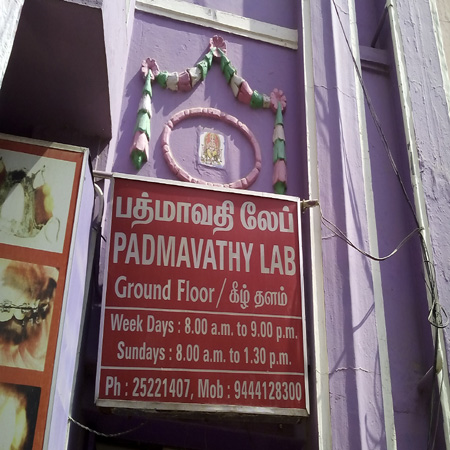 பத்மாவதி லேப்
PADMAVATHY LAB
Ground Floor / கீழ் தளம்
Week Days : 8.00 a.m. to 9.00 p.m.
Sundays : 8.00 a.m. to 1.30 p.m.
Ph : 25221407, Mob : 9444128300